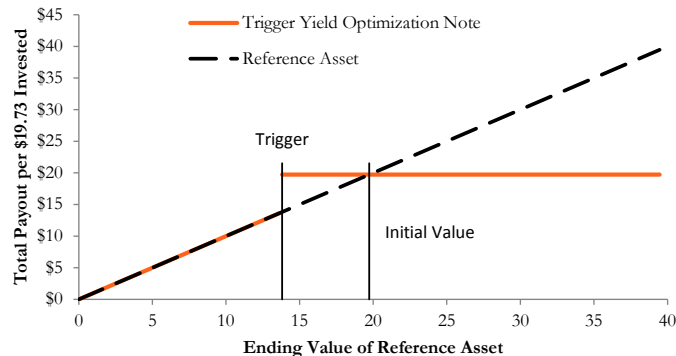 Total Payout per $19.73 Invested
$45
$40
$35
$30
$25
$20
$15
$10
$5
$0
Trigger Yield Optimization Note
Reference Asset
Trigger
Initial Value
0 5 10 15 20 25 30 35 40
Ending Value of Reference Asset